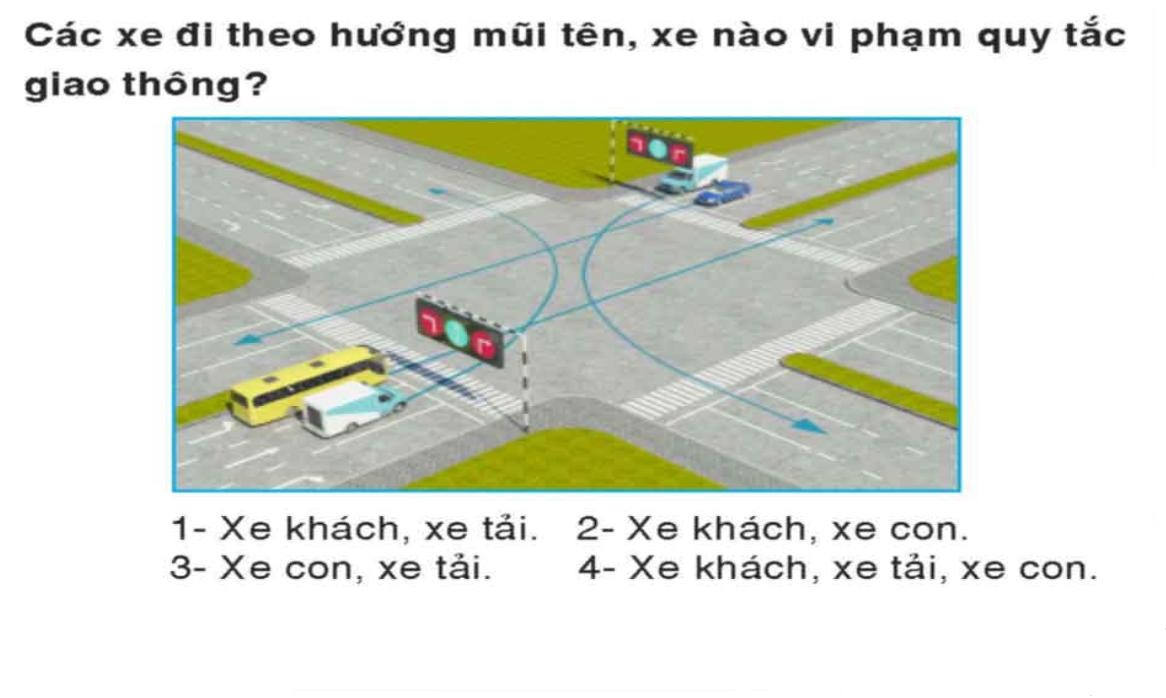 Các xe đi theo hướng mũi tên, xe nào vi phạm quy tắc
giao thông?
1- Xe khách, xe tải. 2- Xe khách, xe con.
3- Xe con, xe tải. 4- Xe khách, xe tải, xe con.